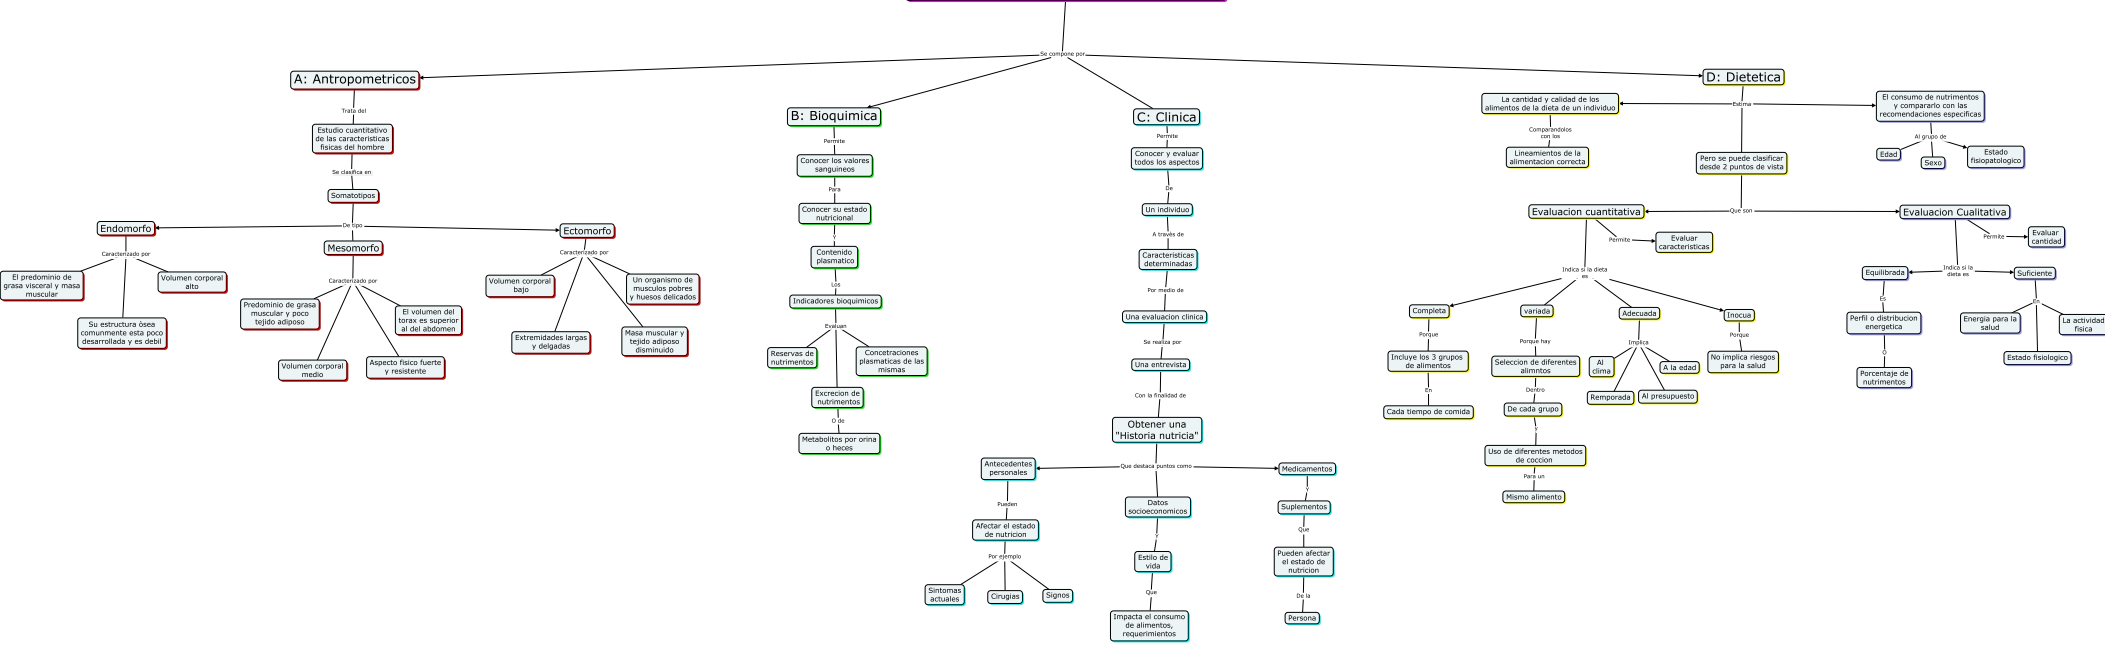 Se compone por
A: Antropometricos
Trata del
Estudio cuantitativo
de las caracteristicas
fisicas del hombre
Se clasifica en
Somatotipos
De tipo
Endomorfo
Caracterizado por
El predominio de
grasa visceral y masa
muscular
Su estructura òsea
comunmente esta poco
desarrollada y es debil
Volumen corporal
alto
Mesomorfo
Caracterizado por
Predominio de grasa
muscular y poco
tejido adiposo
Volumen corporal
medio
Aspecto fisico fuerte
y resistente
El volumen del
torax es superior
al del abdomen
Ectomorfo
Caracterizado por
Volumen corporal
bajo
Extremidades largas
y delgadas
Un organismo de
musculos pobres
y huesos delicados
Masa muscular y
tejido adiposo
disminuido
B: Bioquimica
Permite
Conocer los valores
sanguineos
Para
Conocer su estado
nutricional
Y
Contenido
plasmatico
Los
Indicadores bioquimicos
Evaluan
Reservas de
nutrimentos
Concetraciones
plasmaticas de las
mismas
Excrecion de
nutrimentos
O de
Metabolitos por orina
o heces
C: Clinica
Permite
Conocer y evaluar
todos los aspectos
De
Un individuo
A través de
Caracteristicas
determinadas
Por medio de
Una evaluacion clinica
Se realiza por
Una entrevista
Con la finalidad de
Obtener una
"Historia nutricia"
Que destaca puntos como
Antecedentes
personales
Pueden
Afectar el estado
de nutricion
Por ejemplo
Sintomas
actuales
Cirugias
Signos
Datos
socioeconomicos
Y
Estilo de
vida
Que
Impacta el consumo
de alimentos,
requerimientos
Medicamentos
Y
Suplementos
Que
Pueden afectar
el estado de
nutricion
De la
Persona
D: Dietetica
Estima
La cantidad y calidad de los
alimentos de la dieta de un individuo
Comparandolos
con los
Lineamientos de la
alimentacion correcta
El consumo de nutrimentos
y compararlo con las
recomendaciones especificas
Al grupo de
Edad
Sexo
Estado
fisiopatologico
Pero se puede clasificar
desde 2 puntos de vista
Que son
Evaluacion cuantitativa
Permite
Evaluar
caracteristicas
Indica si la dieta
es
Completa
Porque
Incluye los 3 grupos
de alimentos
En
Cada tiempo de comida
variada
Porque hay
Seleccion de diferentes
alimntos
Dentro
De cada grupo
Y
Uso de diferentes metodos
de coccion
Para un
Mismo alimento
Adecuada
Implica
Al
clima
Remporada
Al presupuesto
A la edad
Inocua
Porque
No implica riesgos
para la salud
Evaluacion Cualitativa
Permite
Evaluar
cantidad
Indica si la
dieta es
Equilibrada
Es
Perfil o distribucion
energetica
O
Porcentaje de
nutrimentos
Suficiente
En
Energia para la
salud
Estado fisiologico
La actividad
fisica